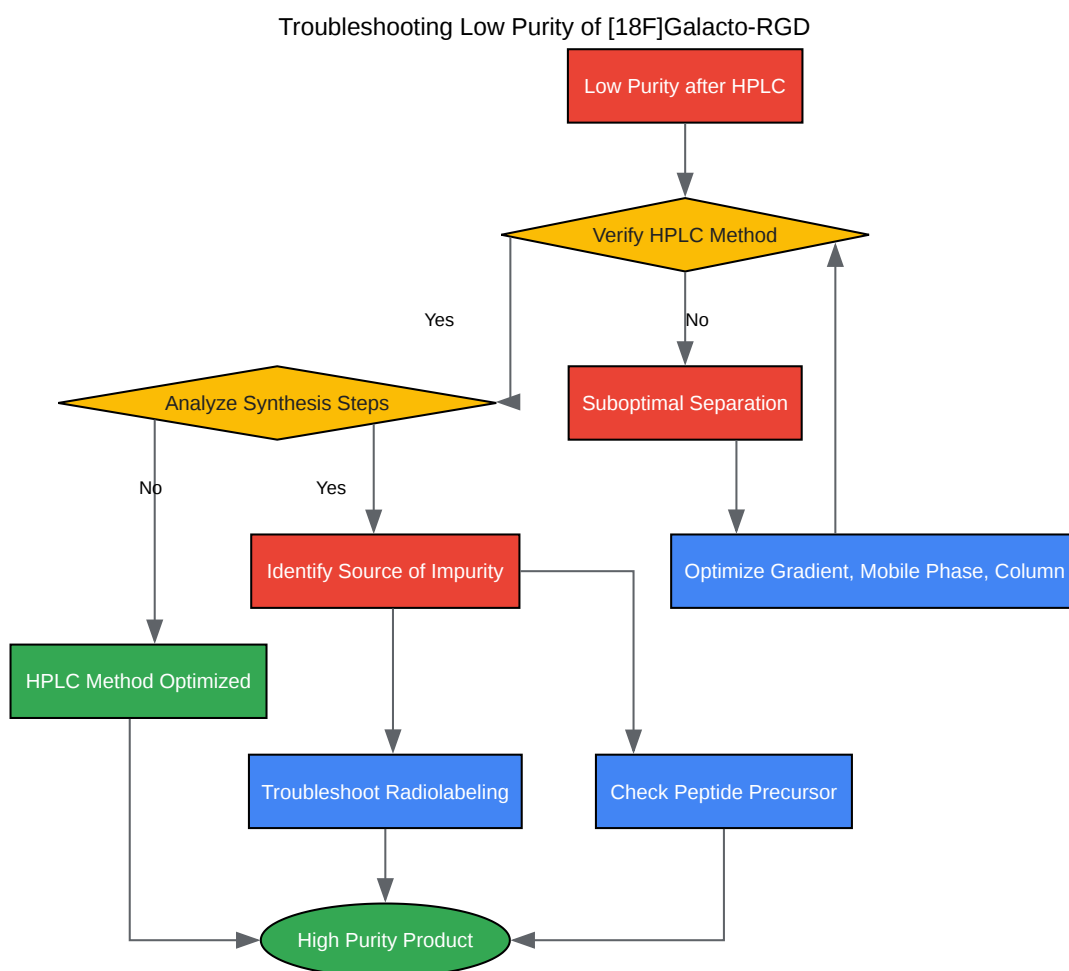 Troubleshooting Low Purity of [18F]Galacto-RGD
Low Purity after HPLC
Verify HPLC Method
Yes
No
Analyze Synthesis Steps
Suboptimal Separation
No
Yes
Identify Source of Impurity
Optimize Gradient, Mobile Phase, Column
HPLC Method Optimized
Troubleshoot Radiolabeling
Check Peptide Precursor
High Purity Product